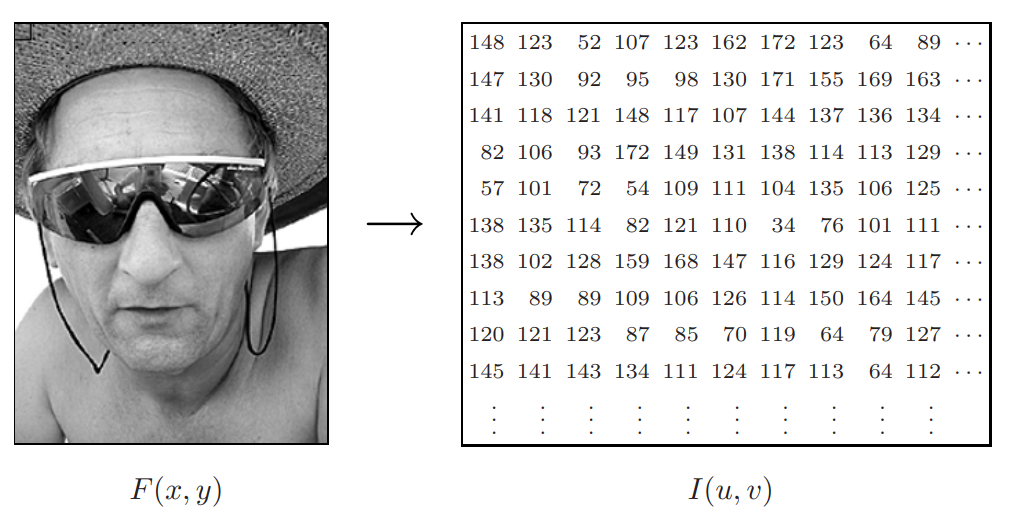 148 123 52 107 123 162 172 123 64 89 ···
147 130 92 95 98 130 171 155 169 163 ···
141 118 121 148 117 107 144 137 136 134 ···
82 106 93 172 149 131 138 114 113 129 ···
57 101 72 54 109 111 104 135 106 125 ···
138 135 114 82 121 110 34 76 101 111 ···
138 102 128 159 168 147 116 129 124 117 ···
113 89 89 109 106 126 114 150 164 145 ···
120 121 123 87 85 70 119 64 79 127 ···
145 141 143 134 111 124 117 113 64 112 ···
⋮ ⋮ ⋮ ⋮ ⋮ ⋮ ⋮ ⋮ ⋮ ⋮
F(x, y) → I(u, v)